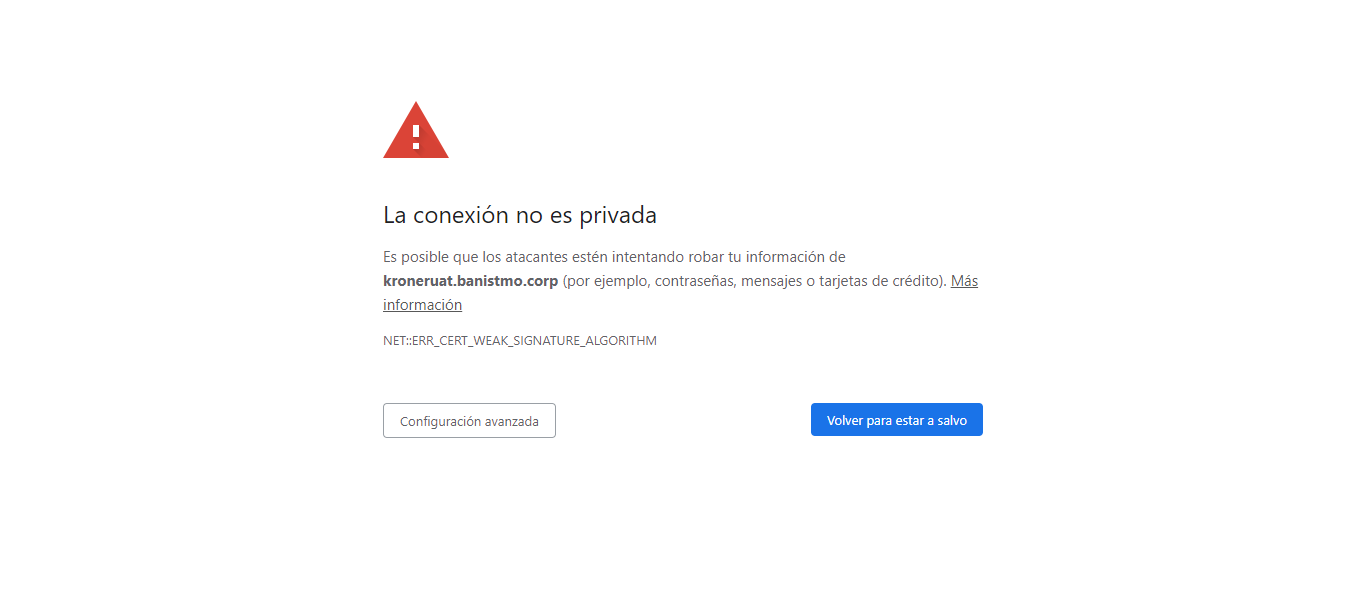 La conexión no es privada
Es posible que los atacantes estén intentando robar tu información de
kroneruat.banistmo.corp (por ejemplo, contraseñas, mensajes o tarjetas de crédito). Más
información
NET::ERR_CERT_WEAK_SIGNATURE_ALGORITHM
Configuración avanzada
Volver para estar a salvo